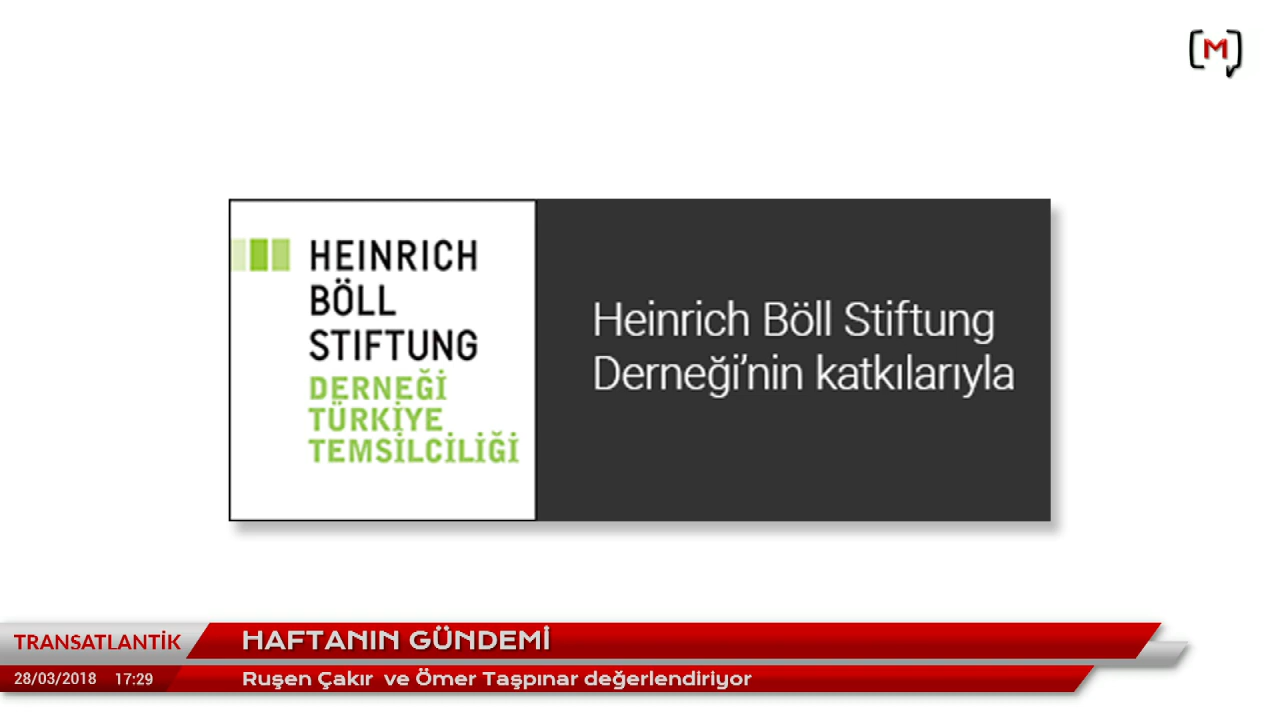 [M]
HEINRICH
BÖLL
STIFTUNG
DERNEĞİ
TÜRKİYE
TEMSİLCİLİĞİ
Heinrich Böll Stiftung
Derneği’nin katkılarıyla
TRANSATLANTİK
HAFTANIN GÜNDEMİ
28/03/2018 17:29
Ruşen Çakır ve Ömer Taşpınar değerlendiriyor